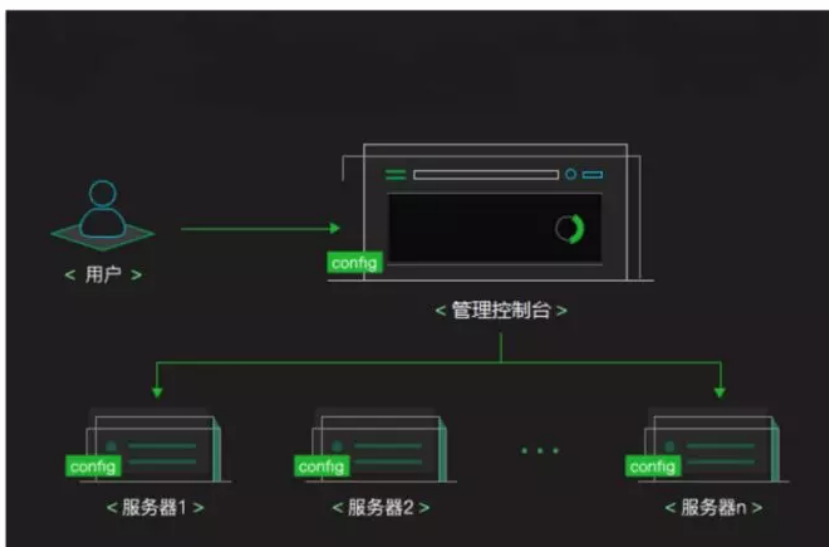 config
< 用户 >
< 管理控制台 >
config
config
config
< 服务器1 >
< 服务器2 >
< 服务器n >